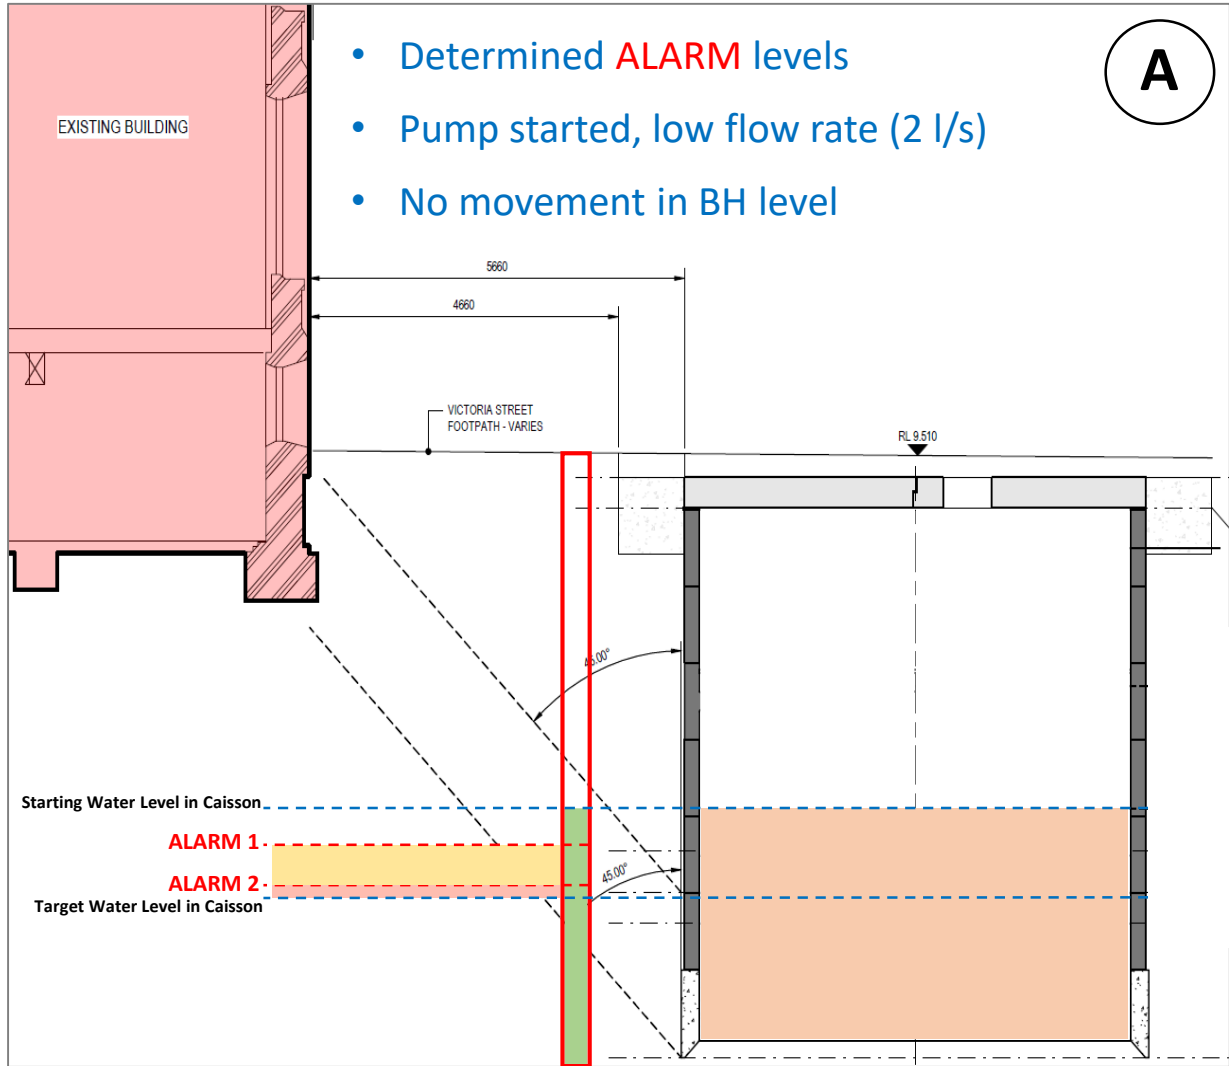 • Determined ALARM levels
A
• Pump started, low flow rate (2 l/s)
EXISTING BUILDING
• No movement in BH level
5660
4660
VICTORIA STREET
FOOTPATH - VARIES
RL 9.510
45.00°
Starting Water Level in Caisson
ALARM 1
ALARM 2
45.00°
Target Water Level in Caisson